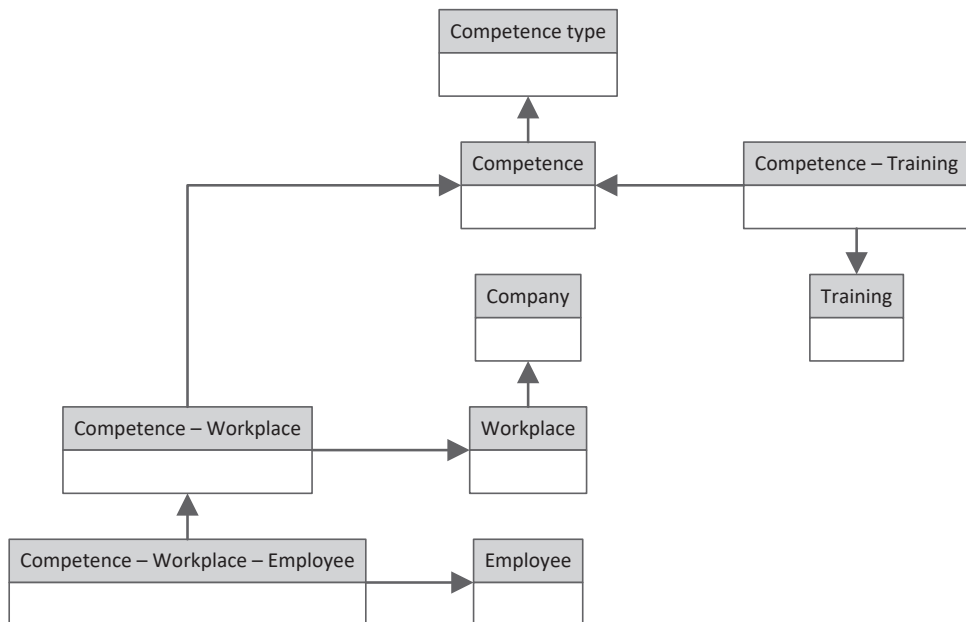 Competence type
Competence
Competence – Training
Company
Training
Competence – Workplace
Workplace
Competence – Workplace – Employee
Employee